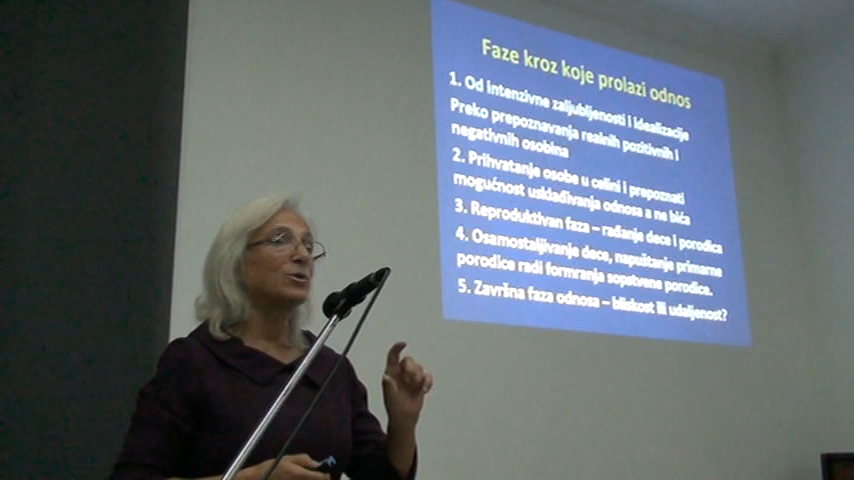 Faze kroz koje prolazi odnos
1. Od intenzivne zaljubljenosti i idealizacije
Preko prepoznavanja realnih pozitivnih i
negativnih osobina
2. Prihvatanje osobe u celini i prepoznati
mogućnost usklađivanja odnosa a ne bića
3. Reproduktivan faza – rađanje dece i porodica
4. Osamostaljivanje dece, napuštanje primarne
porodice radi formranja sopstvene porodice.
5. Završna faza odnosa – bliskost ili udaljenost?